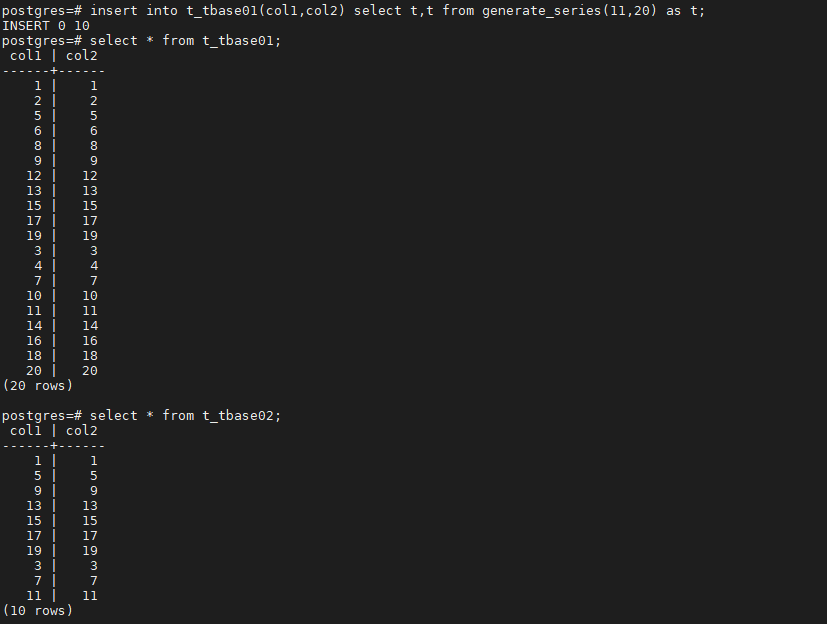 postgres=# insert into t_tbase01(col1,col2) select t,t from generate_series(11,20) as t;
INSERT 0 10
postgres=# select * from t_tbase01;
 col1 | col2
------+------
    1 |    1
    2 |    2
    5 |    5
    6 |    6
    8 |    8
    9 |    9
   12 |   12
   13 |   13
   15 |   15
   17 |   17
   19 |   19
    3 |    3
    4 |    4
    7 |    7
   10 |   10
   11 |   11
   14 |   14
   16 |   16
   18 |   18
   20 |   20
(20 rows)

postgres=# select * from t_tbase02;
 col1 | col2
------+------
    1 |    1
    5 |    5
    9 |    9
   13 |   13
   15 |   15
   17 |   17
   19 |   19
    3 |    3
    7 |    7
   11 |   11
(10 rows)